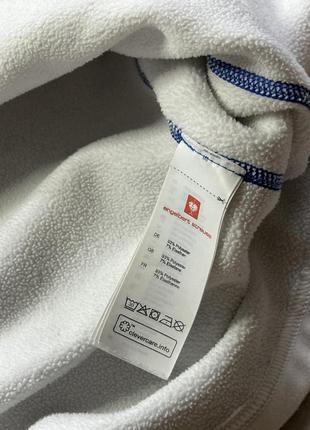 engelbert strauss
DE 93% Polyester
7% Elasthan
GB 93% Polyester
7% Elastane
FR 93% Polyester
7% Élasthanne
clevercare.info